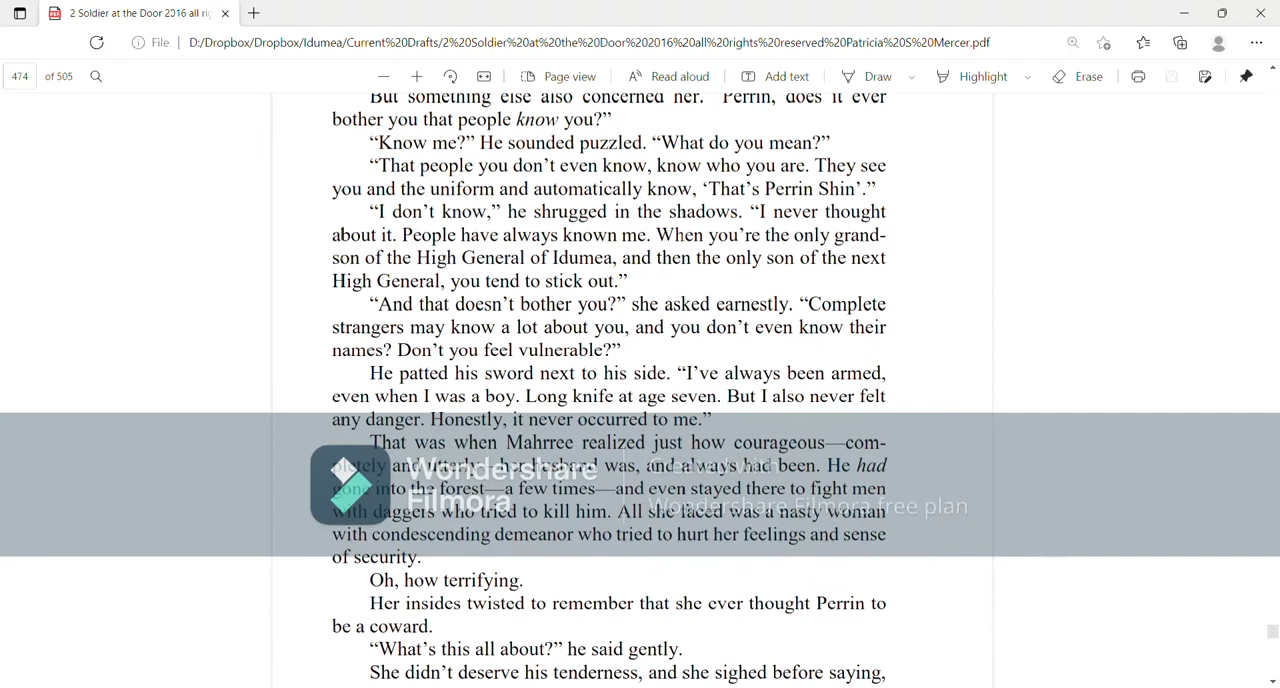 2 Soldier at the Door 2016 all ri
File D:/Dropbox/Dropbox/Idumea/Current%20Drafts/2%20Soldier%20at%20the%20Door%202016%20all%20rights%20reserved%20Patricia%20S%20Mercer.pdf
474 of 505 Page view Read aloud Add text Draw Highlight Erase
But something else also concerned her. "Perrin, does it ever
bother you that people know you?”
“Know me?” He sounded puzzled. “What do you mean?”
“That people you don’t even know, know who you are. They see
you and the uniform and automatically know, ‘That’s Perrin Shin’.”
“I don’t know,” he shrugged in the shadows. “I never thought
about it. People have always known me. When you’re the only grand-
son of the High General of Idumea, and then the only son of the next
High General, you tend to stick out.”
“And that doesn’t bother you?” she asked earnestly. “Complete
strangers may know a lot about you, and you don’t even know their
names? Don’t you feel vulnerable?”
He patted his sword next to his side. “I’ve always been armed,
even when I was a boy. Long knife at age seven. But I also never felt
any danger. Honestly, it never occurred to me.”
That was when Mahrree realized just how courageous—com-
pletely and utterly—her husband was, and always had been. He had
gone into the forest—a few times—and even stayed there to fight men
with daggers who tried to kill him. All she faced was a nasty woman
with condescending demeanor who tried to hurt her feelings and sense
of security.
Oh, how terrifying.
Her insides twisted to remember that she ever thought Perrin to
be a coward.
“What’s this all about?” he said gently.
She didn’t deserve his tenderness, and she sighed before saying,
Wondershare
Filmora
Created with
Wondershare Filmora free plan